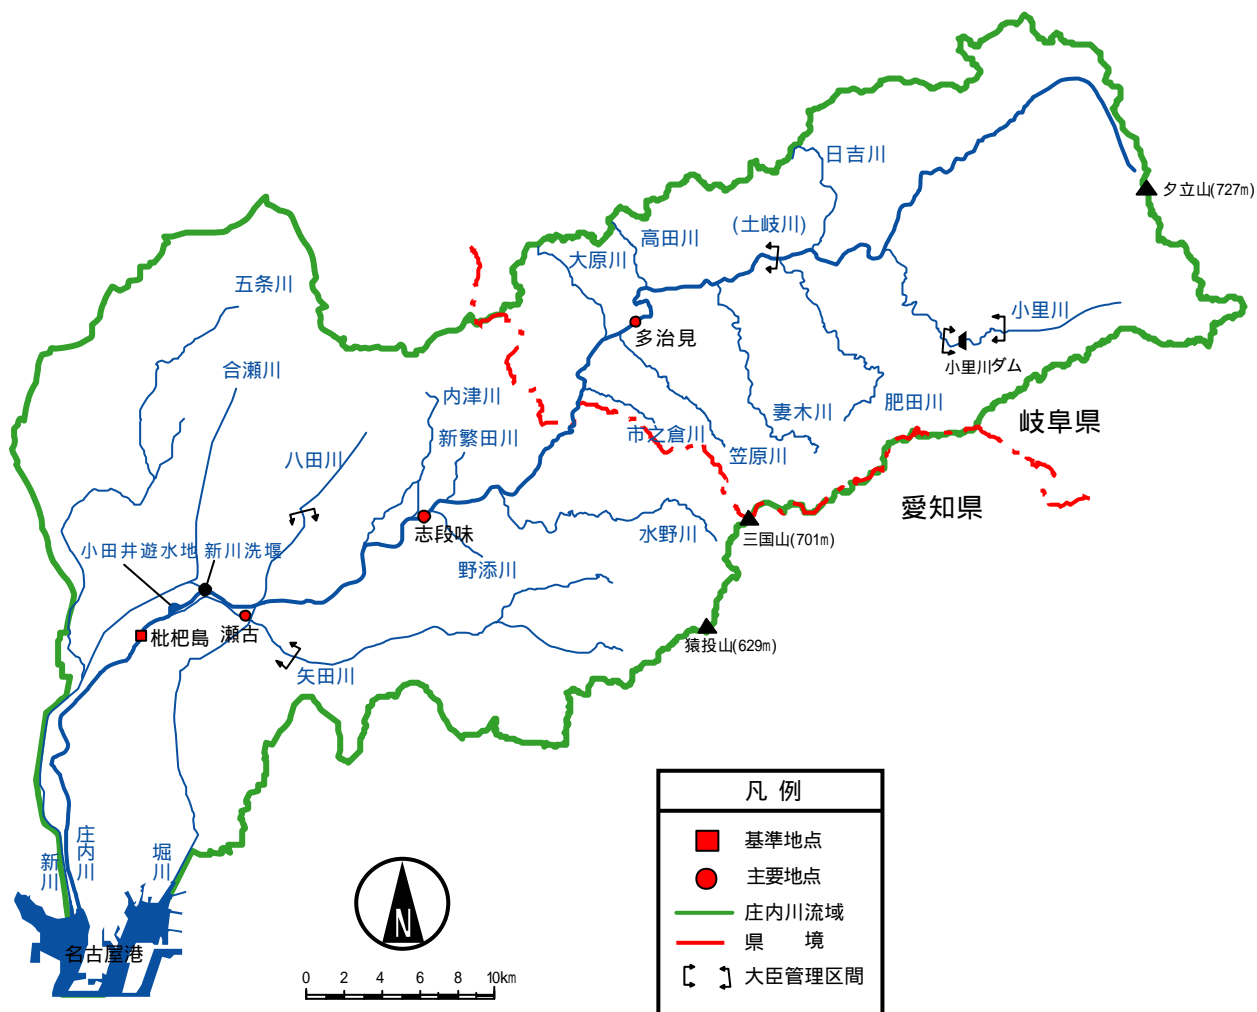 日吉川
夕立山(727m)
(土岐川)
高田川
大原川
五条川
小里川
多治見
小里川ダム
合瀬川
内津川
妻木川
肥田川
岐阜県
新繁田川
市之倉川
八田川
笠原川
愛知県
志段味
水野川
三国山(701m)
小田井遊水地
新川洗堰
野添川
枇杷島
瀬古
猿投山(629m)
矢田川
凡 例
基準地点
主要地点
庄内川流域
県 境
大臣管理区間
庄内川
新川
堀川
名古屋港
N
0 2 4 6 8 10km